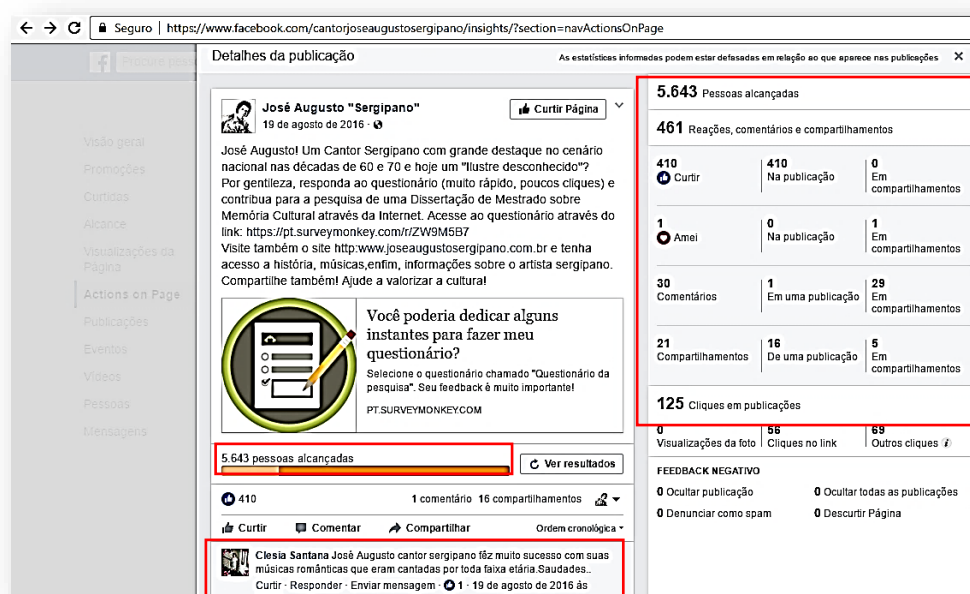 Seguro | https://www.facebook.com/cantorjoseaugustosergipano/insights/?section=navActionsOnPage
Procure pess
Detalhes da publicação
As estatísticas informadas podem estar defasadas em relação ao que aparece nas publicações
Visão geral
Promoções
Curtidas
Alcance
Visualizações da
Página
Actions on Page
Publicações
Eventos
Vídeos
Pessoas
Mensagens
José Augusto "Sergipano"
19 de agosto de 2016 ·
Curtir Página
José Augusto! Um Cantor Sergipano com grande destaque no cenário
nacional nas décadas de 60 e 70 e hoje um "Ilustre desconhecido"?
Por gentileza, responda ao questionário (muito rápido, poucos cliques) e
contribua para a pesquisa de uma Dissertação de Mestrado sobre
Memória Cultural através da Internet. Acesse ao questionário através do
link: https://pt.surveymonkey.com/r/ZW9M5B7
Visite também o site http:www.joseaugustosergipano.com.br e tenha
acesso a história, músicas,enfim, informações sobre o artista sergipano.
Compartilhe também! Ajude a valorizar a cultura!
Você poderia dedicar alguns
instantes para fazer meu
questionário?
Selecione o questionário chamado "Questionário da
pesquisa". Seu feedback é muito importante!
PT.SURVEYMONKEY.COM
5.643 pessoas alcançadas
Ver resultados
410
1 comentário 16 compartilhamentos
Curtir Comentar Compartilhar Ordem cronológica
Clesia Santana José Augusto cantor sergipano fêz muito sucesso com suas
músicas românticas que eram cantadas por toda faixa etária.Saudades..
Curtir · Responder · Enviar mensagem · 1 · 19 de agosto de 2016 ás
5.643 Pessoas alcançadas
461 Reações, comentários e compartilhamentos
410 410 0
Curtir Na publicação Em
compartilhamentos
1 0 1
Amei Na publicação Em
compartilhamentos
30 1 29
Comentários Em uma publicação Em
compartilhamentos
21 16 5
Compartilhamentos De uma publicação Em
compartilhamentos
125 Cliques em publicações
0 56 69
Visualizações da foto Cliques no link Outros cliques
FEEDBACK NEGATIVO
0 Ocultar publicação 0 Ocultar todas as publicações
0 Denunciar como spam 0 Descurtir Página